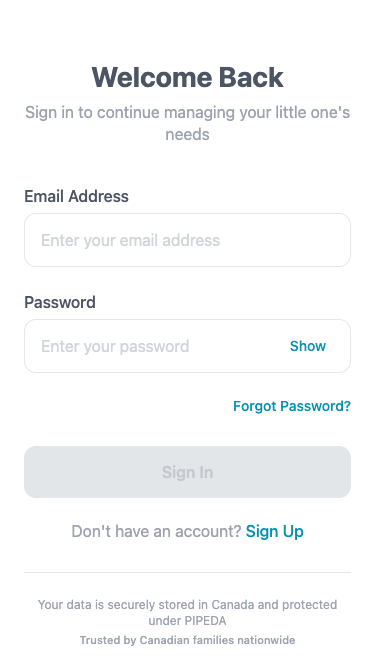 Welcome Back
Sign in to continue managing your little one's
needs
Email Address
Enter your email address
Password
Enter your password
Show
Forgot Password?
Sign In
Don't have an account? Sign Up
Your data is securely stored in Canada and protected
under PIPEDA
Trusted by Canadian families nationwide